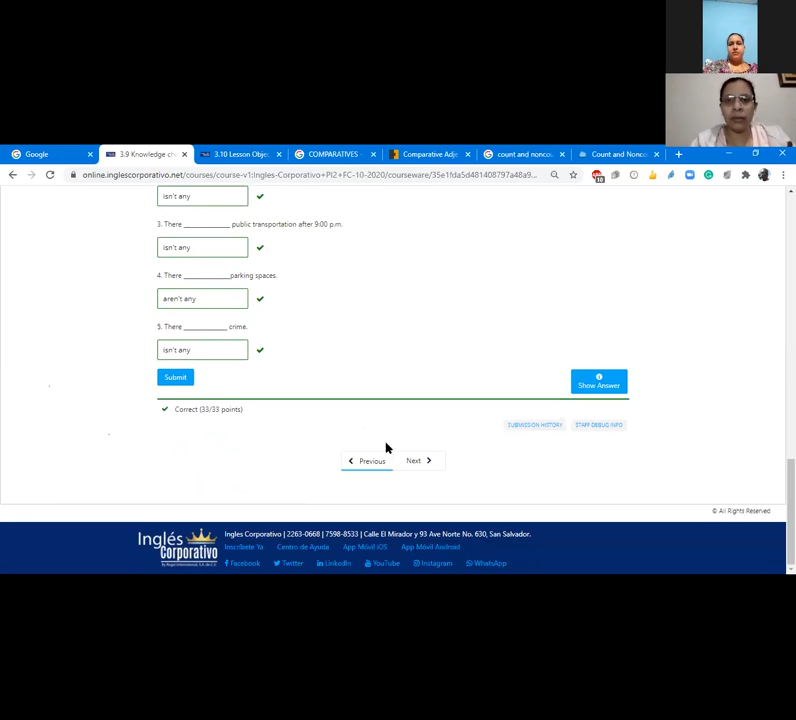 Google
3.9 Knowledge ch
3.10 Lesson Obje
COMPARATIVES
Comparative Adje
count and noncou
Count and Nonco
online.inglescorporativo.net/courses/course-v1:Ingles-Corporativo+PI2+FC-10-2020/courseware/35e1fda5d481408797a48a9...
isn't any
3. There ____________ public transportation after 9:00 p.m.
isn't any
4. There ____________parking spaces.
aren't any
5. There ____________ crime.
isn't any
Submit
Show Answer
Correct (33/33 points)
SUBMISSION HISTORY
STAFF DEBUG INFO
Previous
Next
© All Rights Reserved
Inglés Corporativo
Ingles Corporativo | 2263-0668 | 7598-8533 | Calle El Mirador y 93 Ave Norte No. 630, San Salvador.
Inscríbete Ya Centro de Ayuda App Móvil iOS App Móvil Android
Facebook Twitter LinkedIn YouTube Instagram WhatsApp